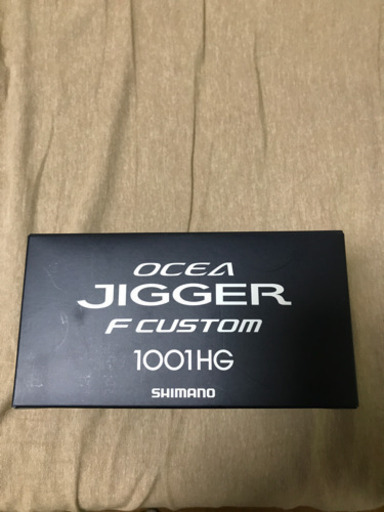 OCEA
JIGGER
F CUSTOM
1001HG
SHIMANO